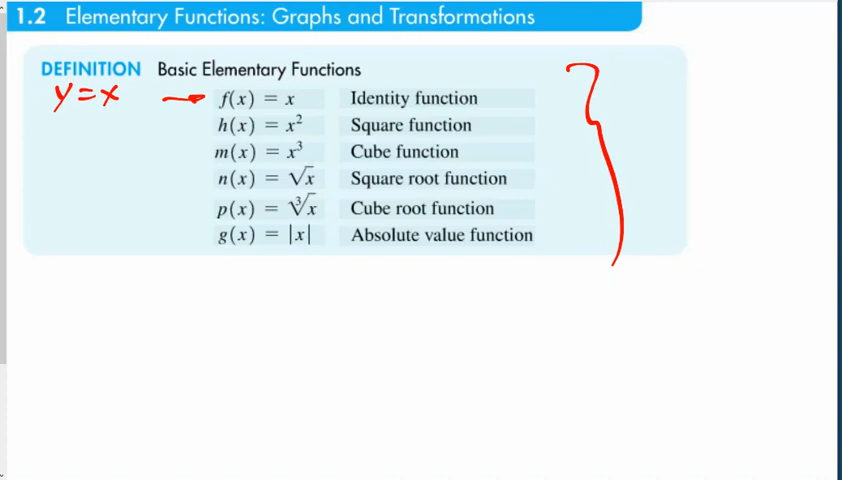 1.2 Elementary Functions: Graphs and Transformations
DEFINITION Basic Elementary Functions
y=x
f(x) = x Identity function
h(x) = x² Square function
m(x) = x³ Cube function
n(x) = √x Square root function
p(x) = ∛x Cube root function
g(x) = |x| Absolute value function